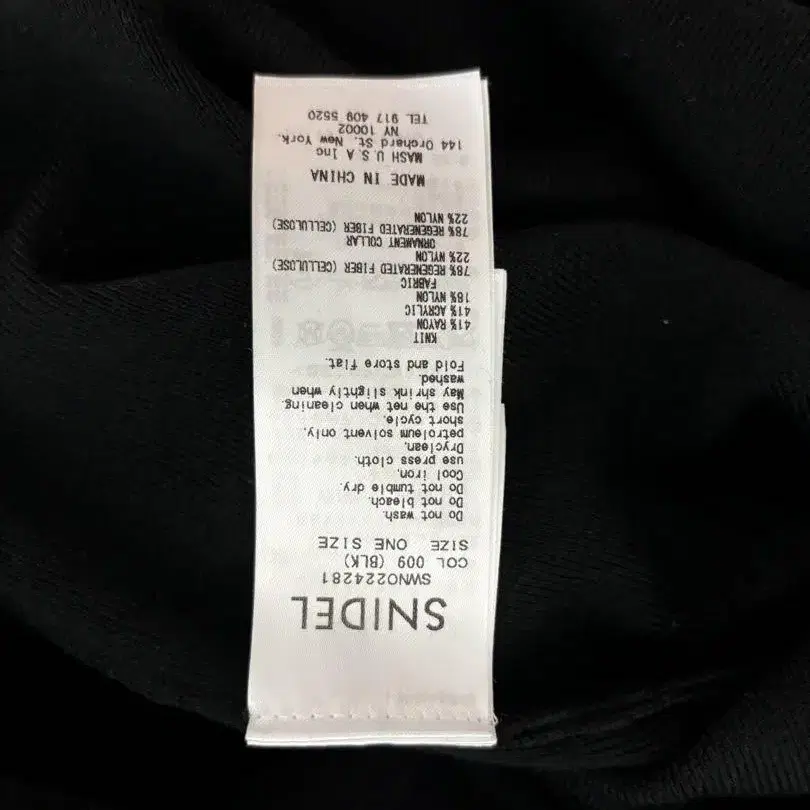 SNIDEL
SWNO224281
COL 009 (BLK)
SIZE ONE SIZE
Do not wash.
Do not bleach.
Do not tumble dry.
Cool iron.
use press cloth.
Dryclean,
petroleum solvent only,
short cycle.
Use the net when cleaning.
May shrink slightly when
washed.
Fold and store flat.
KNIT
41% RAYON
41% ACRYLIC
18% NYLON
FABRIC
78% REGENERATED FIBER (CELLULOSE)
22% NYLON
ORNAMENT COLLAR
78% REGENERATED FIBER (CELLULOSE)
22% NYLON
MADE IN CHINA
MASH U.S.A Inc
144 Orchard St. New York.
NY 10002
TEL 917 409 5520